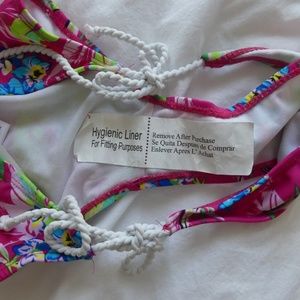 Hygienic Liner
For Fitting Purposes
Remove After Purchase
Se Quita Despues de Comprar
Enlever Apres L'Achat